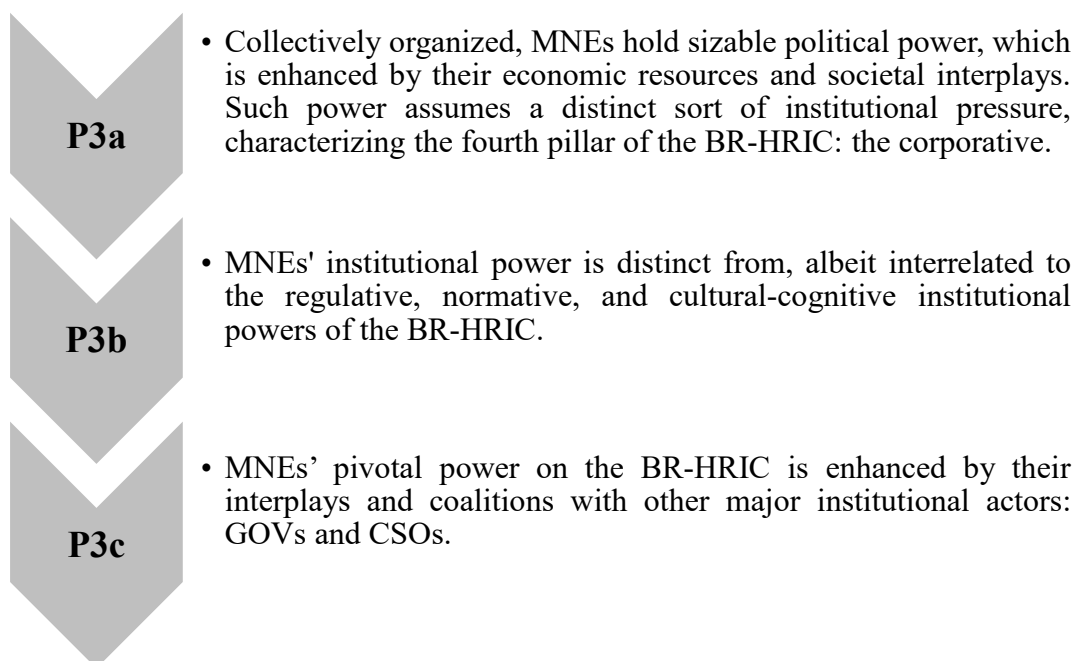 P3a
• Collectively organized, MNEs hold sizable political power, which
is enhanced by their economic resources and societal interplays.
Such power assumes a distinct sort of institutional pressure,
characterizing the fourth pillar of the BR-HRIC: the corporative.
P3b
• MNEs' institutional power is distinct from, albeit interrelated to
the regulative, normative, and cultural-cognitive institutional
powers of the BR-HRIC.
P3c
• MNEs’ pivotal power on the BR-HRIC is enhanced by their
interplays and coalitions with other major institutional actors:
GOVs and CSOs.